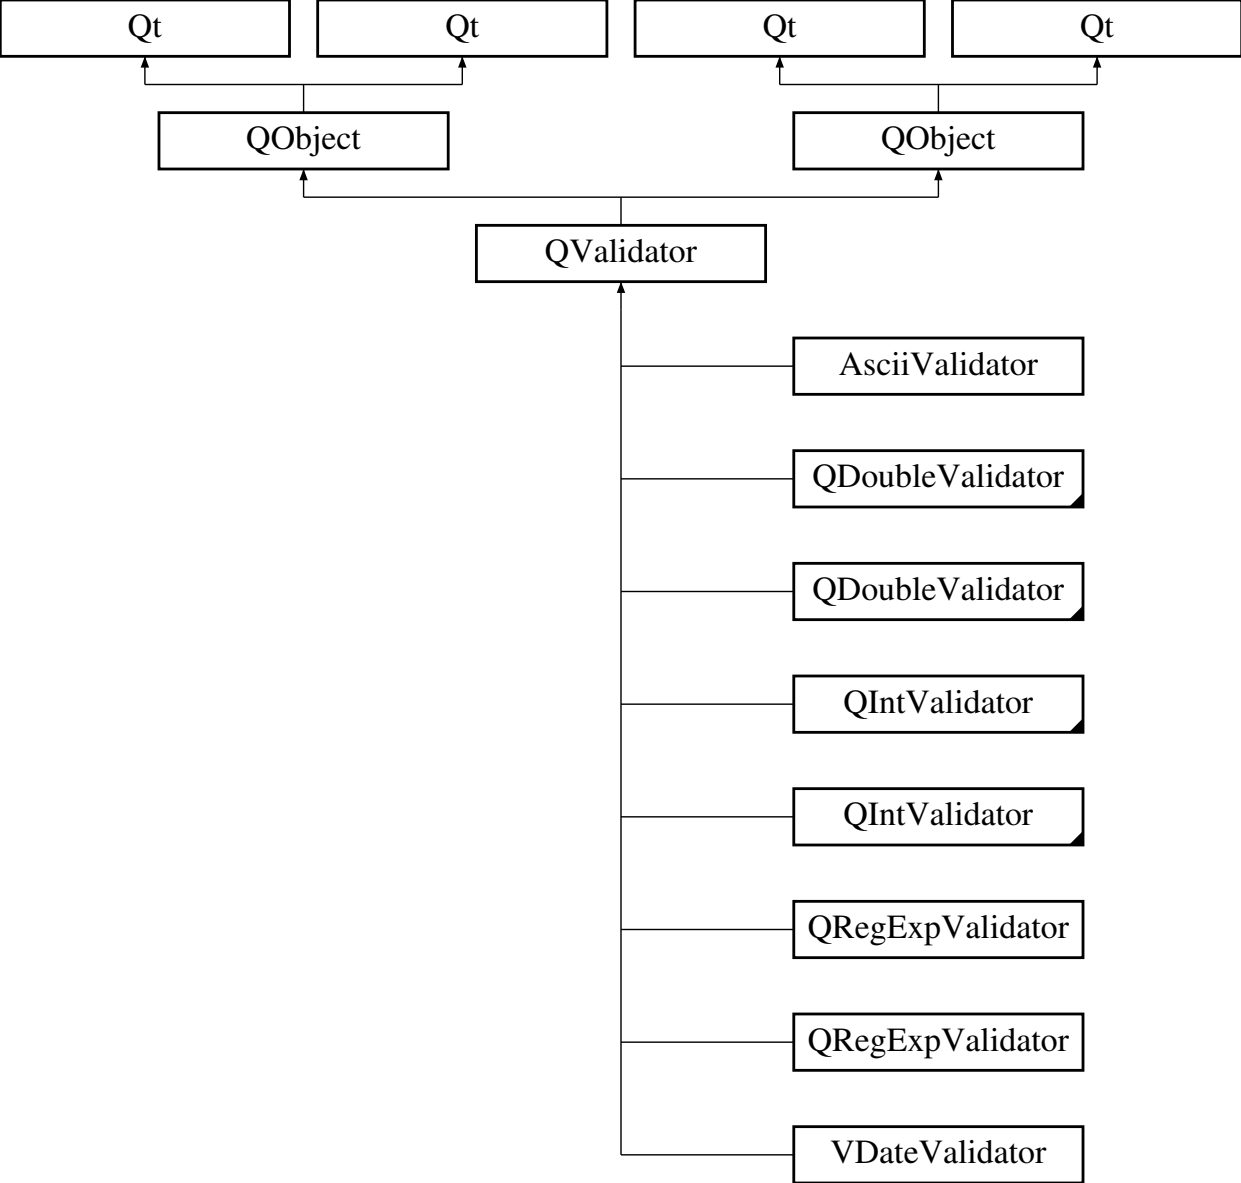 Qt
Qt
Qt
Qt
QObject
QObject
QValidator
AsciiValidator
QDoubleValidator
QDoubleValidator
QIntValidator
QIntValidator
QRegExpValidator
QRegExpValidator
VDateValidator